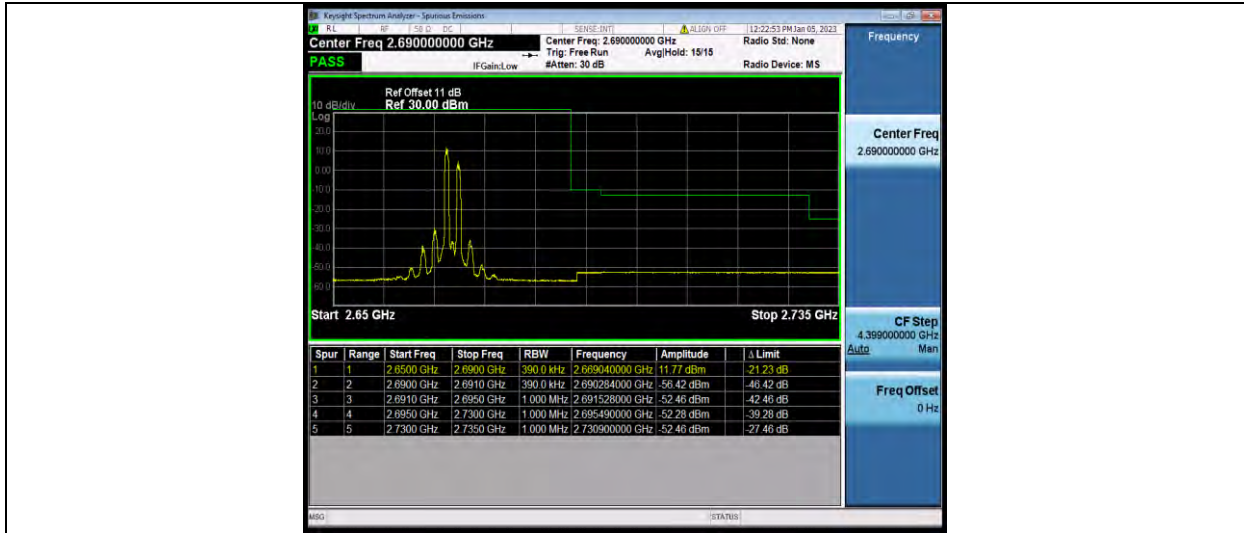 Keysight Spectrum Analyzer - Spurious Emissions
RL RF 50 Ω DC SENSE:INT ALIGN OFF 12:22:53 PM Jan 05, 2023
Center Freq 2.690000000 GHz Center Freq: 2.690000000 GHz Radio Std: None
Trig: Free Run Avg|Hold: 15/15
PASS IFGain:Low #Atten: 30 dB Radio Device: MS
Frequency
Ref Offset 11 dB
10 dB/div Ref 30.00 dBm
Log
20.0
10.0
0.00
-10.0
-20.0
-30.0
-40.0
-50.0
-60.0
Start 2.65 GHz Stop 2.735 GHz
Center Freq
2.690000000 GHz
CF Step
4.399000000 GHz
Auto Man
Freq Offset
0 Hz
Spur Range Start Freq Stop Freq RBW Frequency Amplitude Δ Limit
1 1 2.6500 GHz 2.6900 GHz 390.0 kHz 2.669040000 GHz 11.77 dBm -21.23 dB
2 2 2.6900 GHz 2.6910 GHz 390.0 kHz 2.690284000 GHz -56.42 dBm -46.42 dB
3 3 2.6910 GHz 2.6950 GHz 1.000 MHz 2.691528000 GHz -52.46 dBm -42.46 dB
4 4 2.6950 GHz 2.7300 GHz 1.000 MHz 2.695490000 GHz -52.28 dBm -39.28 dB
5 5 2.7300 GHz 2.7350 GHz 1.000 MHz 2.730900000 GHz -52.46 dBm -27.46 dB
MSG STATUS